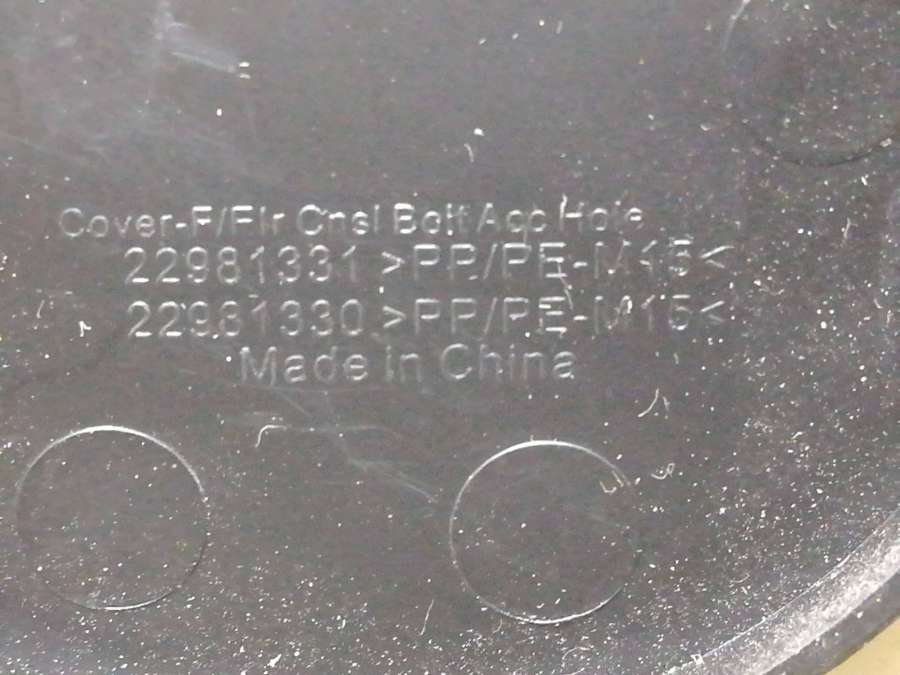 Cover-F/Flr Cnsl Bolt Acc Hole
22981331 >PP/PE-M15<
22981330 >PP/PE-M15<
Made in China